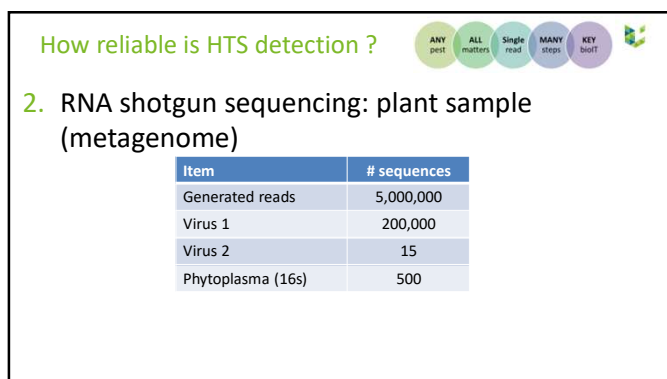 How reliable is HTS detection ?
ANY pest
ALL matters
Single read
MANY steps
KEY bioIT
2. RNA shotgun sequencing: plant sample
(metagenome)
Item # sequences
Generated reads 5,000,000
Virus 1 200,000
Virus 2 15
Phytoplasma (16s) 500